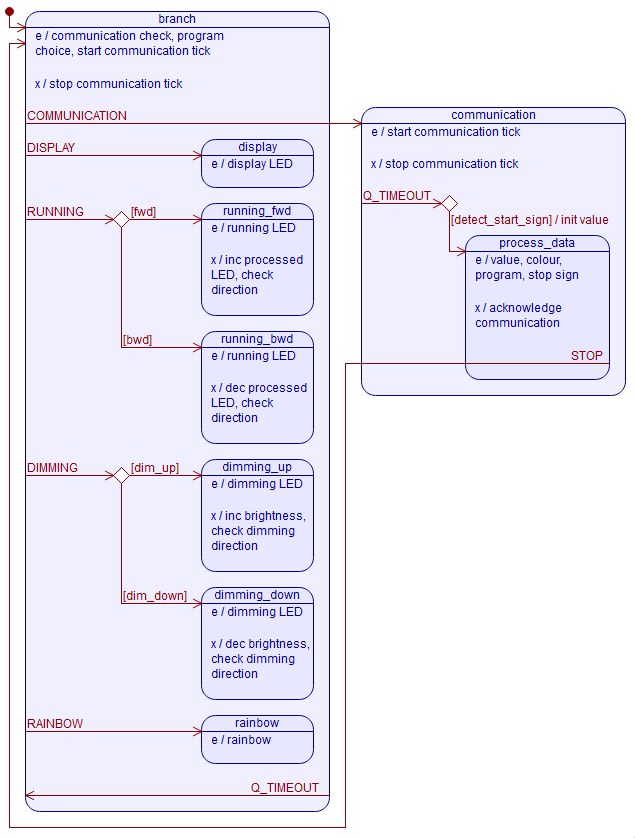 branch
e / communication check, program
choice, start communication tick
x / stop communication tick
COMMUNICATION
DISPLAY
display
e / display LED
RUNNING
[fwd]
running_fwd
e / running LED
x / inc processed
LED, check
direction
[bwd]
running_bwd
e / running LED
x / dec processed
LED, check
direction
DIMMING
[dim_up]
dimming_up
e / dimming LED
x / inc brightness,
check dimming
direction
[dim_down]
dimming_down
e / dimming LED
x / dec brightness,
check dimming
direction
RAINBOW
rainbow
e / rainbow
Q_TIMEOUT
communication
e / start communication tick
x / stop communication tick
Q_TIMEOUT
[detect_start_sign] / init value
process_data
e / value, colour,
program, stop sign
x / acknowledge
communication
STOP